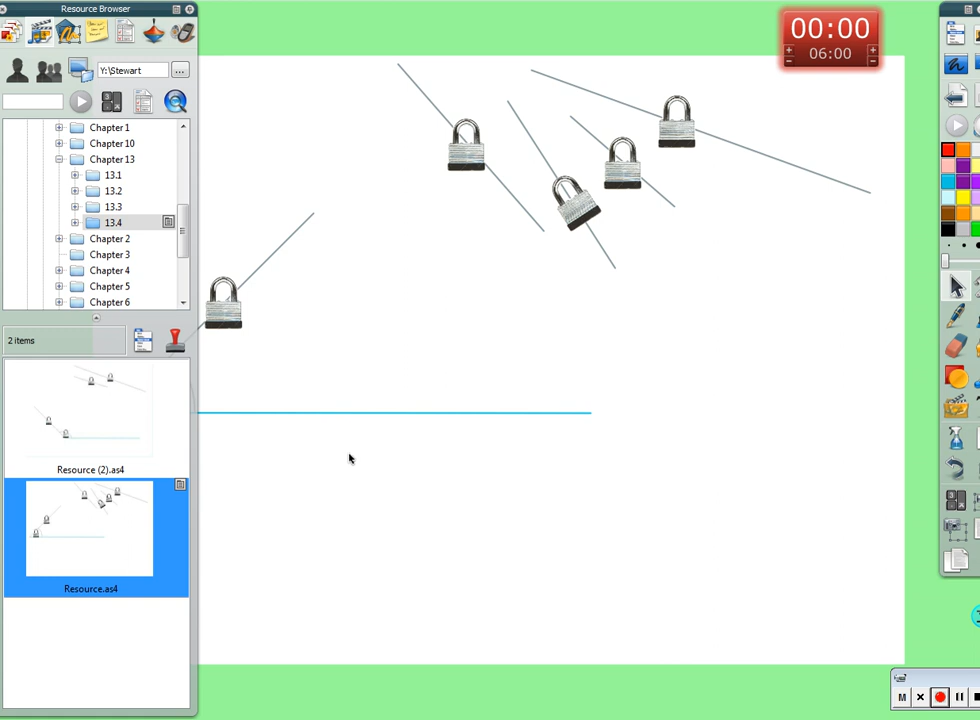 Resource Browser
Y:\Stewart
...
Chapter 1
Chapter 10
Chapter 13
13.1
13.2
13.3
13.4
Chapter 2
Chapter 3
Chapter 4
Chapter 5
Chapter 6
2 items
Resource (2).as4
Resource.as4
00:00
06:00
M